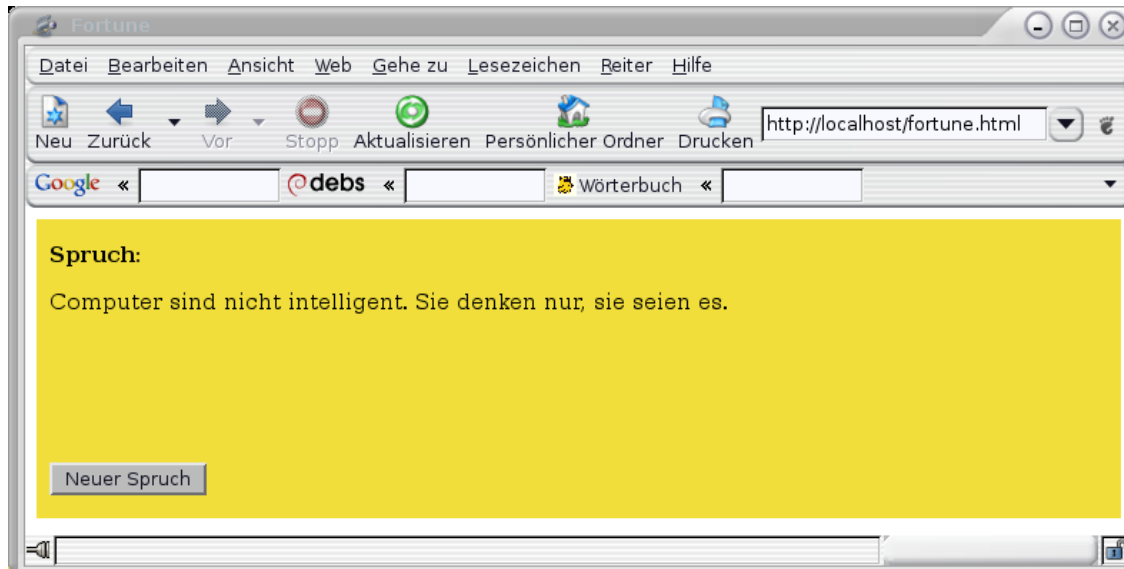 Fortune
Datei Bearbeiten Ansicht Web Gehe zu Lesezeichen Reiter Hilfe
Neu Zurück Vor Stopp Aktualisieren Persönlicher Ordner Drucken http://localhost/fortune.html
Google « debs « Wörterbuch «
Spruch:
Computer sind nicht intelligent. Sie denken nur, sie seien es.
Neuer Spruch